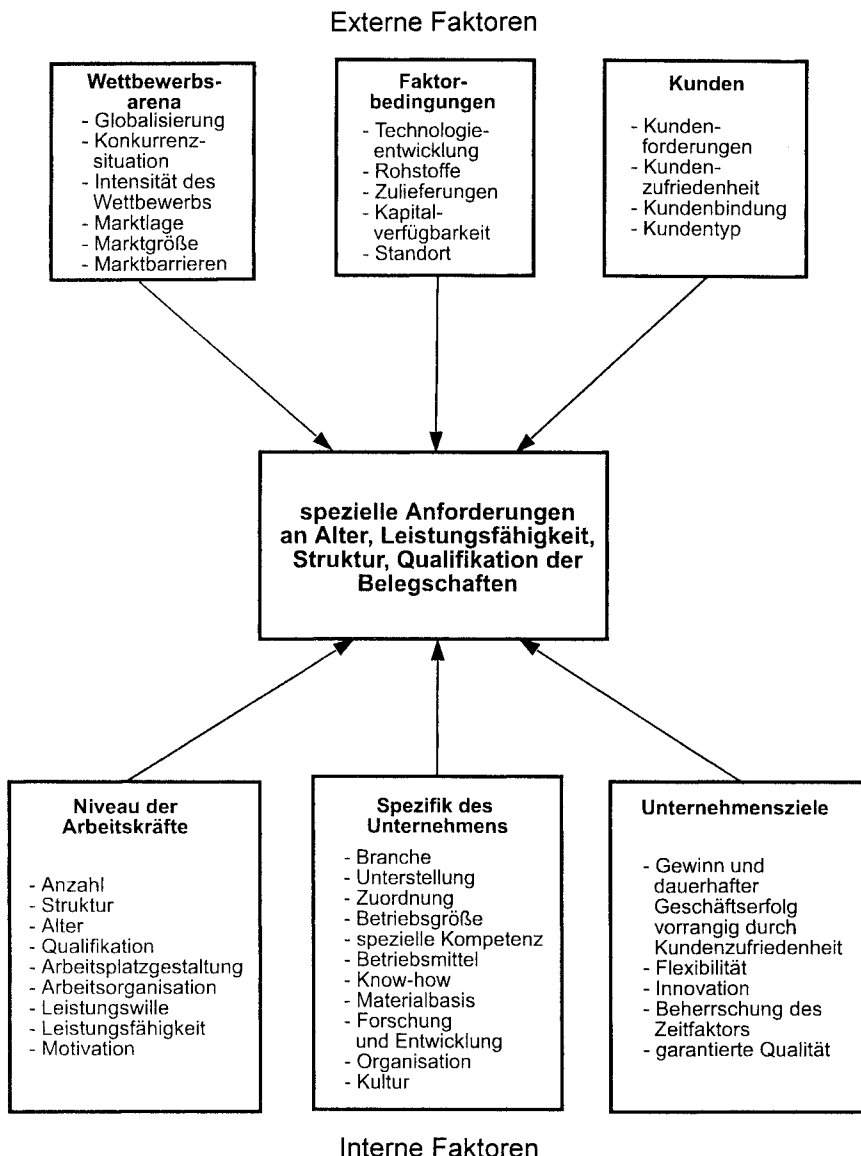 Externe Faktoren
Wettbewerbs-
arena
- Globalisierung
- Konkurrenz-
situation
- Intensität des
Wettbewerbs
- Marktlage
- Marktgröße
- Marktbarrieren
Faktor-
bedingungen
- Technologie-
entwicklung
- Rohstoffe
- Zulieferungen
- Kapital-
verfügbarkeit
- Standort
Kunden
- Kunden-
forderungen
- Kunden-
zufriedenheit
- Kundenbindung
- Kundentyp
spezielle Anforderungen
an Alter, Leistungsfähigkeit,
Struktur, Qualifikation der
Belegschaften
Niveau der
Arbeitskräfte
- Anzahl
- Struktur
- Alter
- Qualifikation
- Arbeitsplatzgestaltung
- Arbeitsorganisation
- Leistungswille
- Leistungsfähigkeit
- Motivation
Spezifik des
Unternehmens
- Branche
- Unterstellung
- Zuordnung
- Betriebsgröße
- spezielle Kompetenz
- Betriebsmittel
- Know-how
- Materialbasis
- Forschung
und Entwicklung
- Organisation
- Kultur
Unternehmensziele
- Gewinn und
dauerhafter
Geschäftserfolg
vorrangig durch
Kundenzufriedenheit
- Flexibilität
- Innovation
- Beherrschung des
Zeitfaktors
- garantierte Qualität
Interne Faktoren